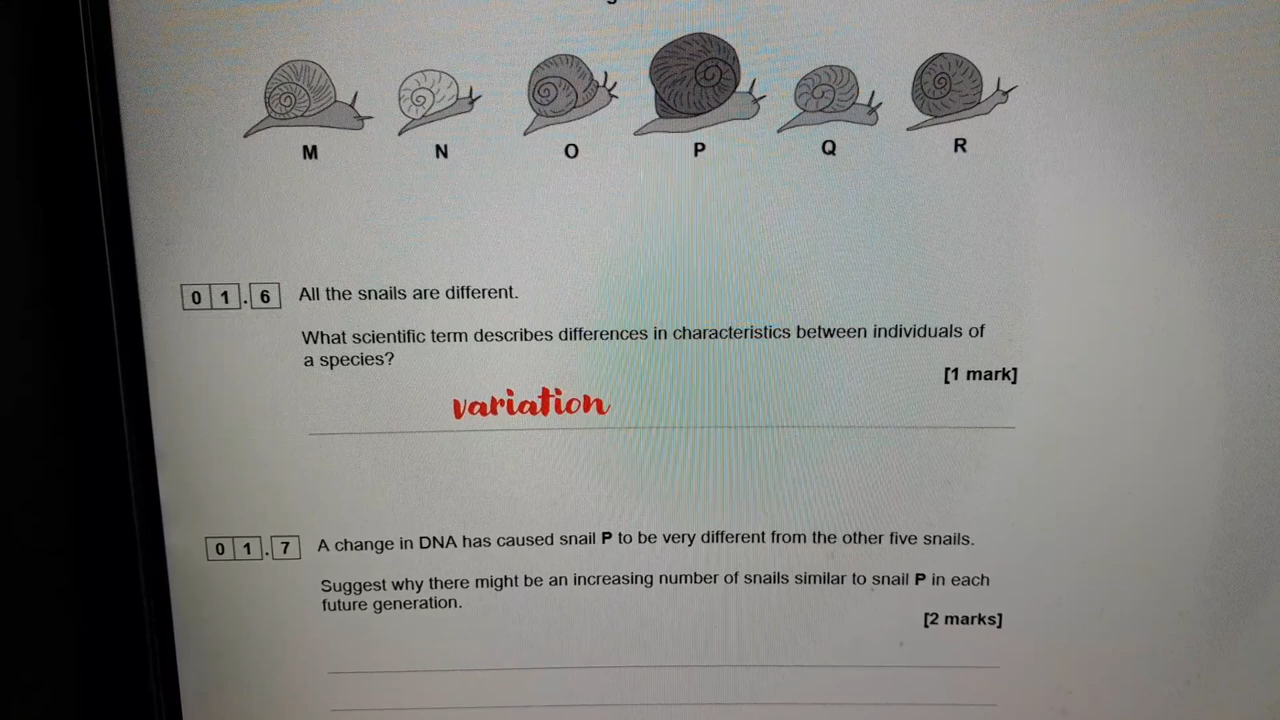 M N O P Q R
0 1 . 6 All the snails are different.
What scientific term describes differences in characteristics between individuals of
a species?
[1 mark]
variation
0 1 . 7 A change in DNA has caused snail P to be very different from the other five snails.
Suggest why there might be an increasing number of snails similar to snail P in each
future generation.
[2 marks]